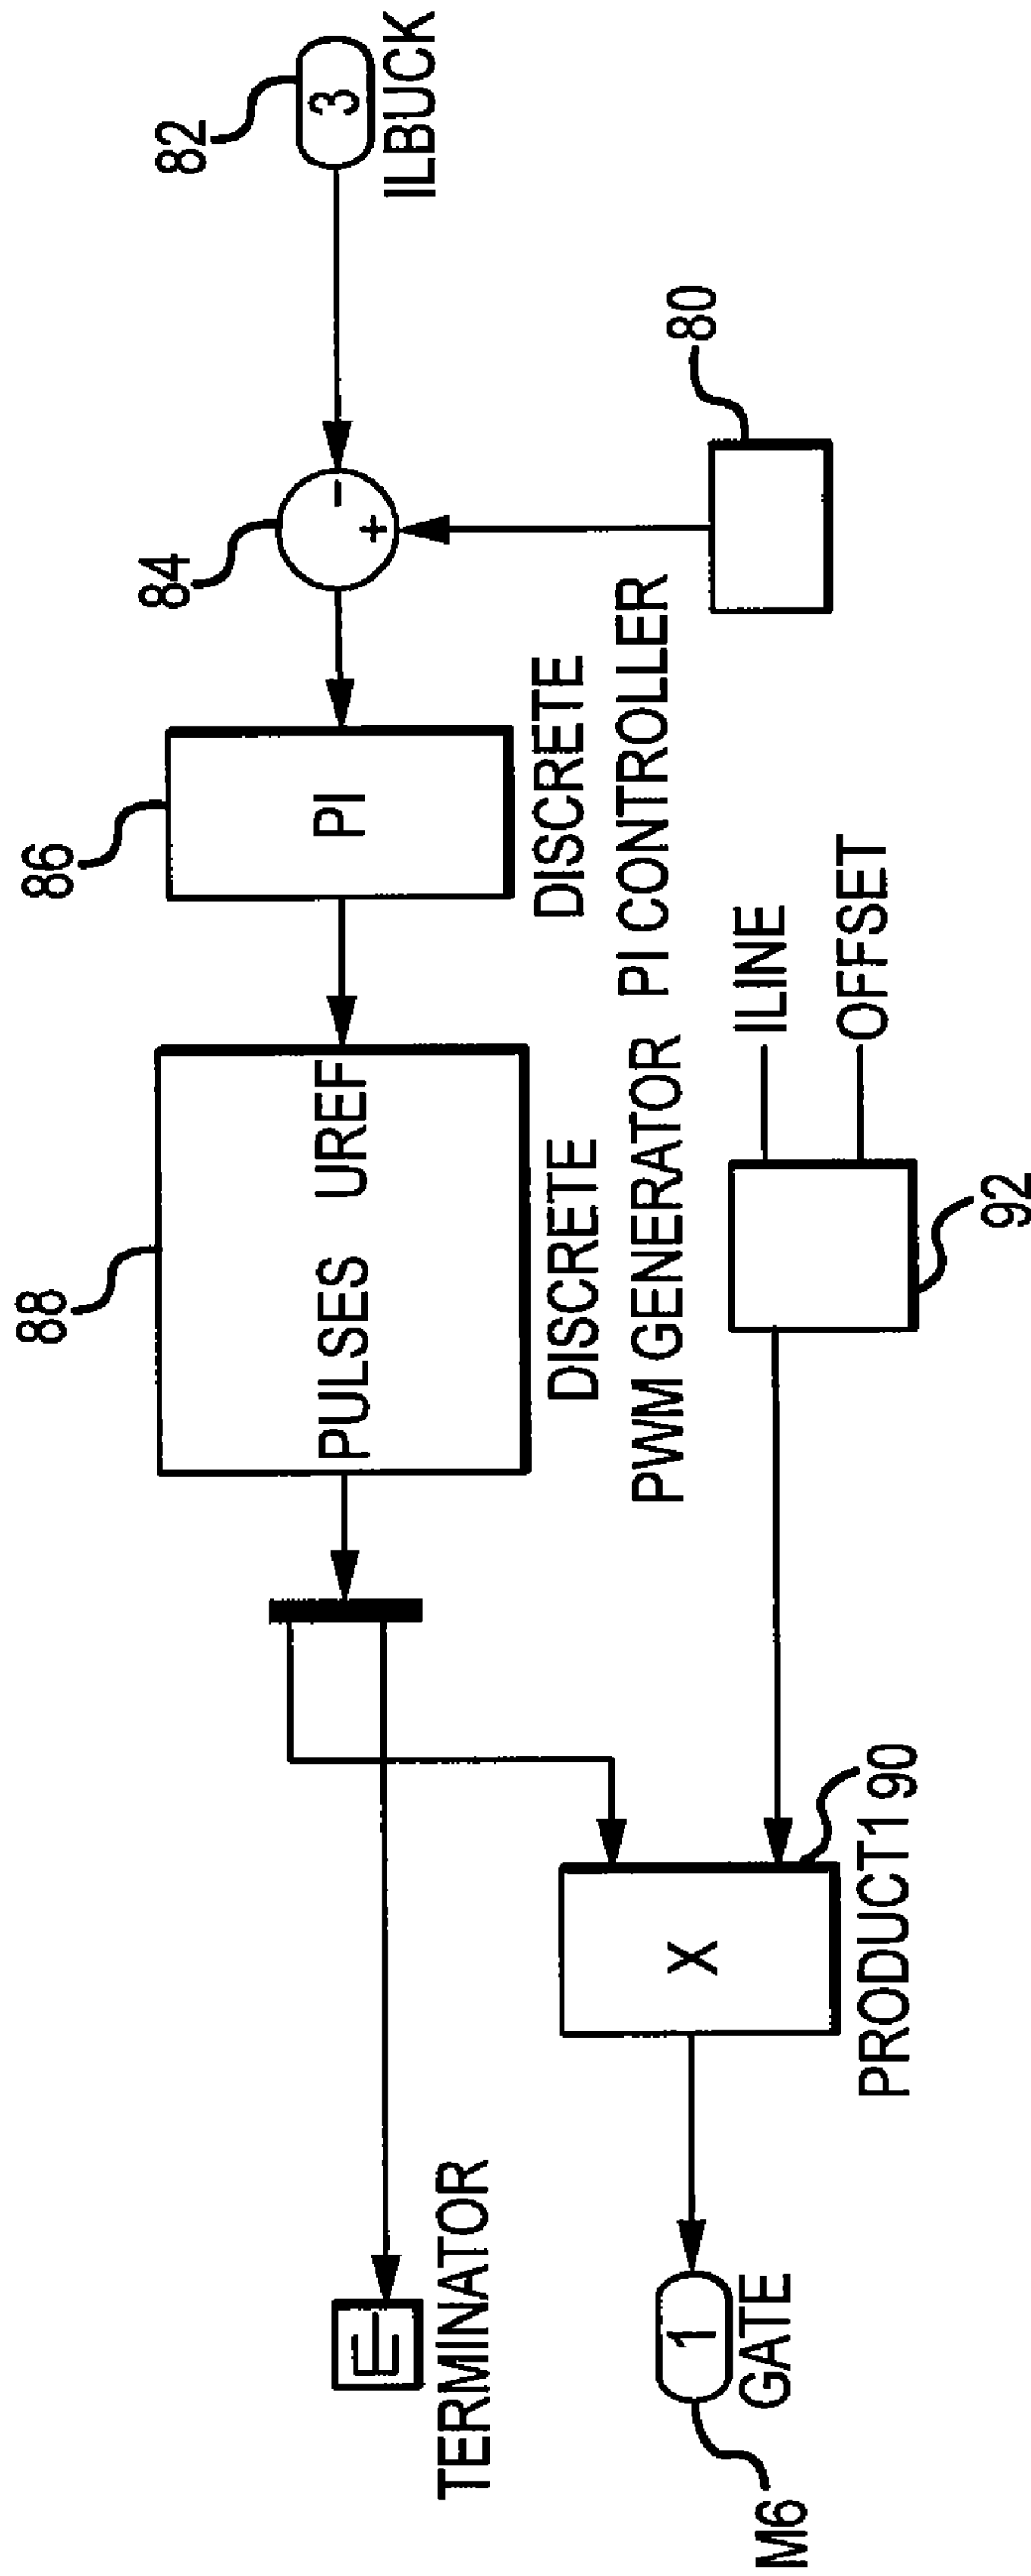 82
3
ILBUCK
84
-
+
80
86
PI
DISCRETE
PI CONTROLLER
88
PULSES UREF
DISCRETE
PWM GENERATOR
ILINE
OFFSET
92
X
PRODUCT1
90
TERMINATOR
1
GATE
M6